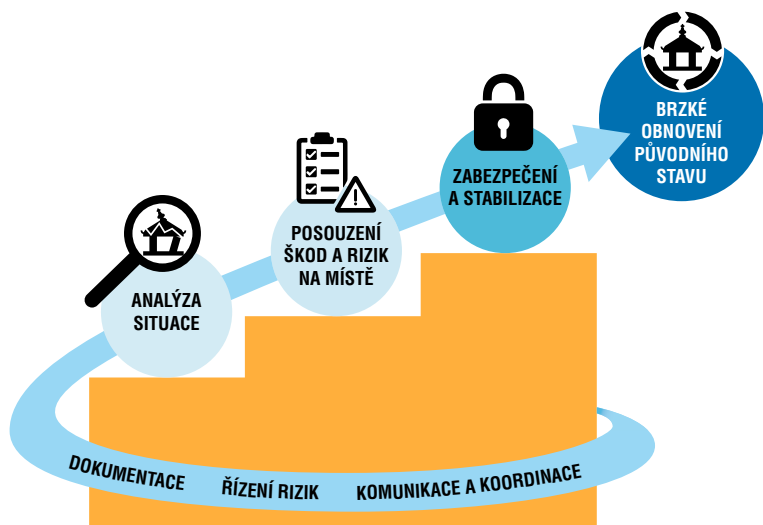 ANALÝZA
SITUACE
POSOUZENÍ
ŠKOD A RIZIK
NA MÍSTĚ
ZABEZPEČENÍ
A STABILIZACE
BRZKÉ
OBNOVENÍ
PŮVODNÍHO
STAVU
DOKUMENTACE ŘÍZENÍ RIZIK KOMUNIKACE A KOORDINACE